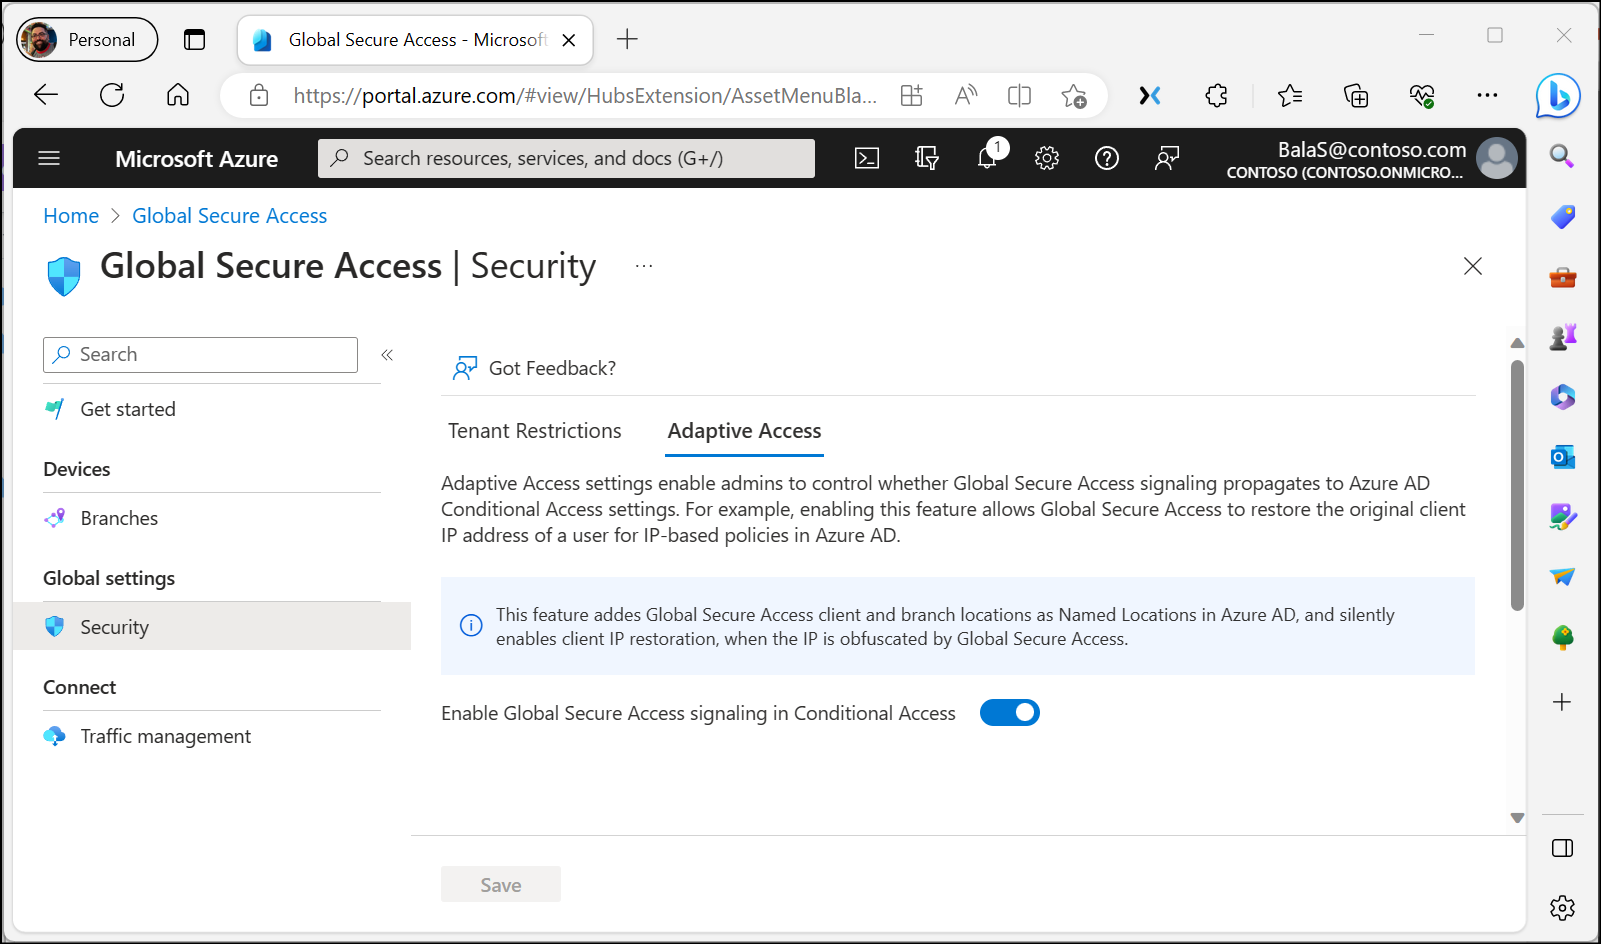 Personal
Global Secure Access - Microsoft
https://portal.azure.com/#view/HubsExtension/AssetMenuBla...
Microsoft Azure
Search resources, services, and docs (G+/)
1
BalaS@contoso.com
CONTOSO (CONTOSO.ONMICRO...
Home > Global Secure Access
Global Secure Access | Security ...
Search
«
Get started
Devices
Branches
Global settings
Security
Connect
Traffic management
Got Feedback?
Tenant Restrictions
Adaptive Access
Adaptive Access settings enable admins to control whether Global Secure Access signaling propagates to Azure AD
Conditional Access settings. For example, enabling this feature allows Global Secure Access to restore the original client
IP address of a user for IP-based policies in Azure AD.
This feature addes Global Secure Access client and branch locations as Named Locations in Azure AD, and silently
enables client IP restoration, when the IP is obfuscated by Global Secure Access.
Enable Global Secure Access signaling in Conditional Access
Save